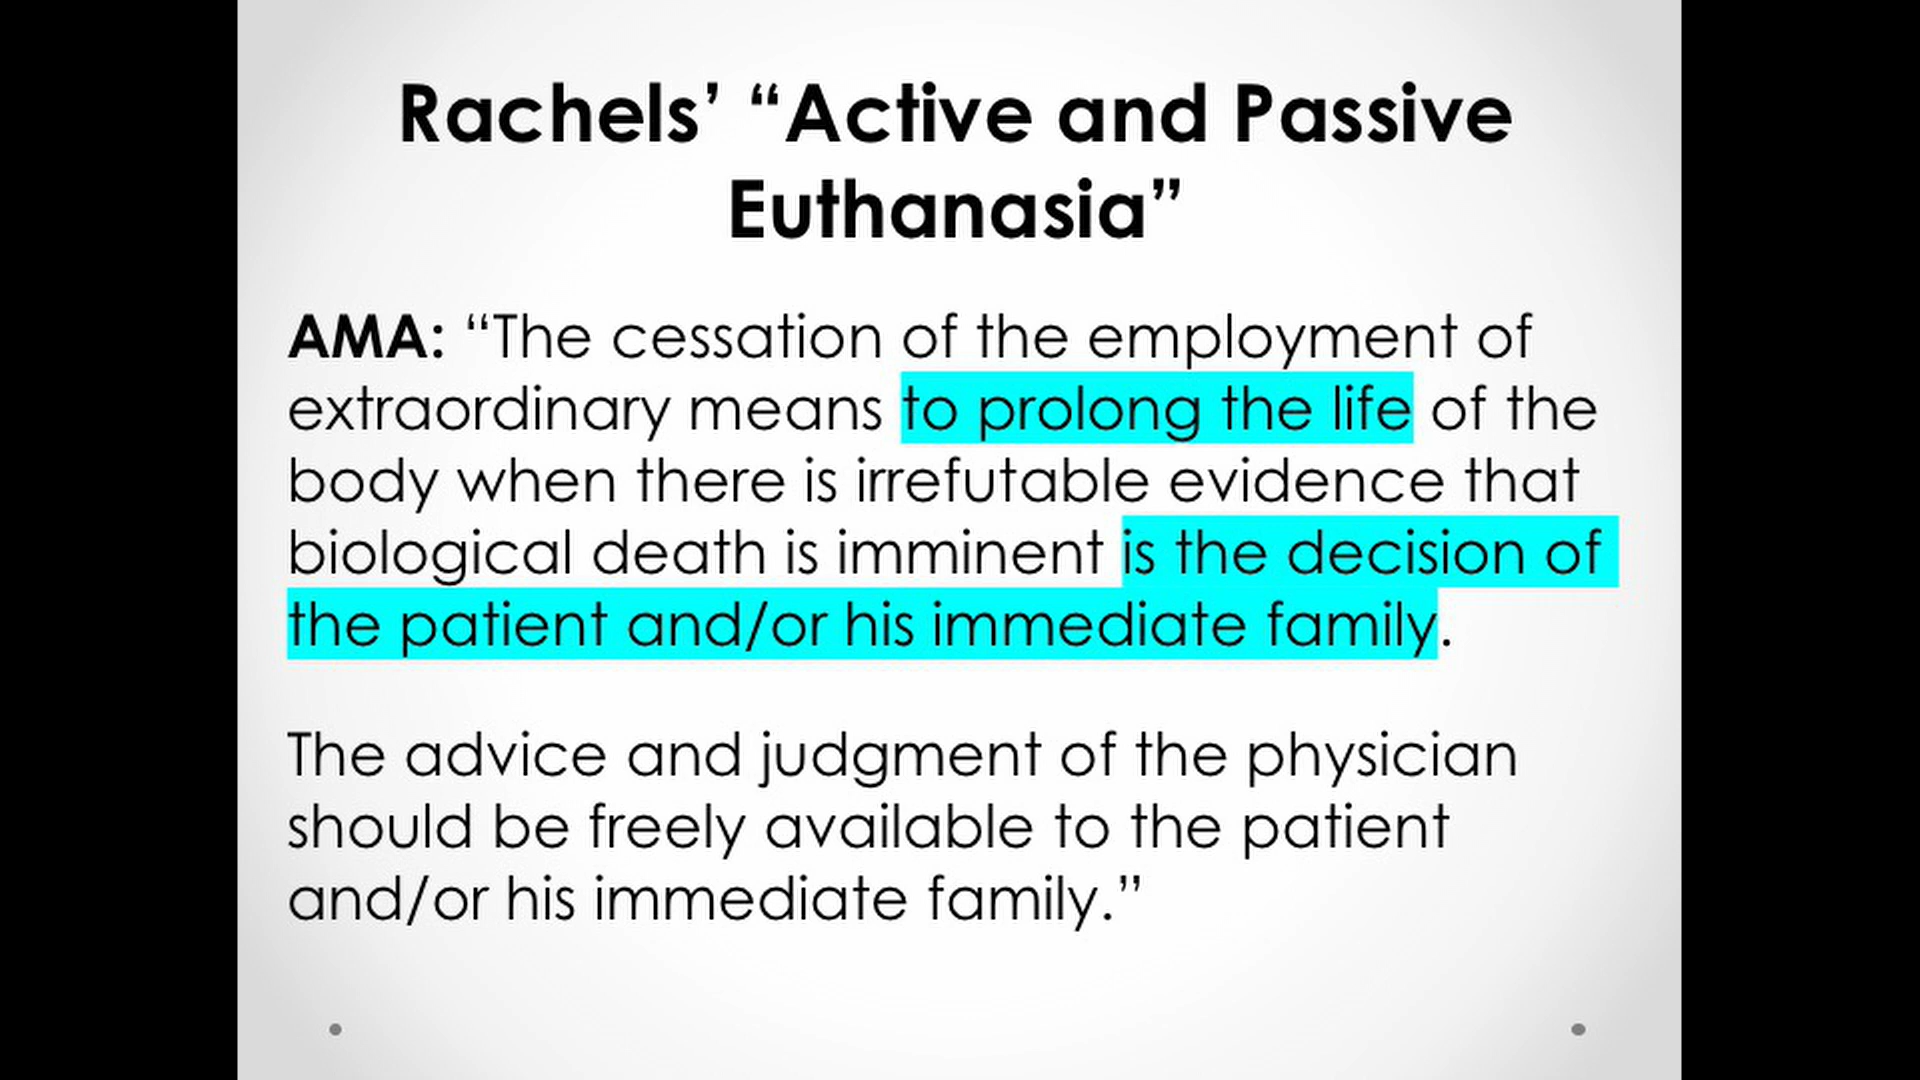 Rachels’ “Active and Passive
Euthanasia”
AMA: “The cessation of the employment of
extraordinary means to prolong the life of the
body when there is irrefutable evidence that
biological death is imminent is the decision of
the patient and/or his immediate family.
The advice and judgment of the physician
should be freely available to the patient
and/or his immediate family.”